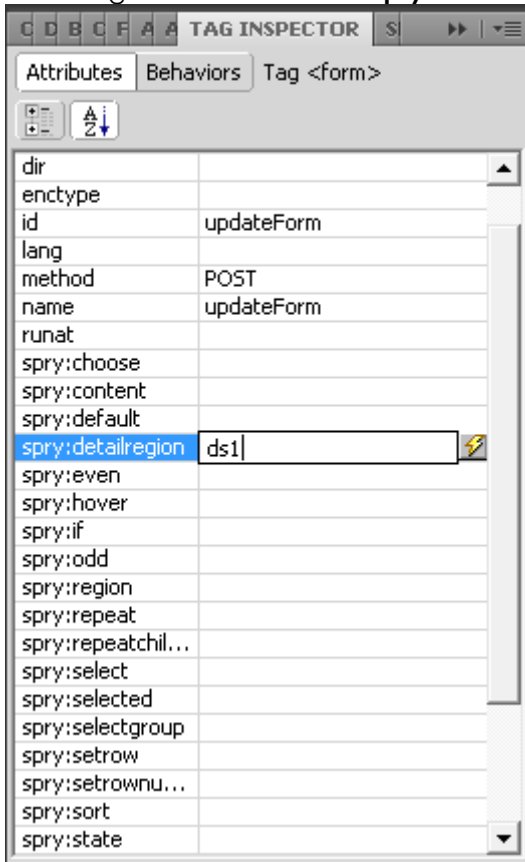 spry
C D B C F A A TAG INSPECTOR S
Attributes Behaviors Tag <form>
A Z
dir
enctype
id updateForm
lang
method POST
name updateForm
runat
spry:choose
spry:content
spry:default
spry:detailregion ds1
spry:even
spry:hover
spry:if
spry:odd
spry:region
spry:repeat
spry:repeatchil...
spry:select
spry:selected
spry:selectgroup
spry:setrow
spry:setrownu...
spry:sort
spry:state